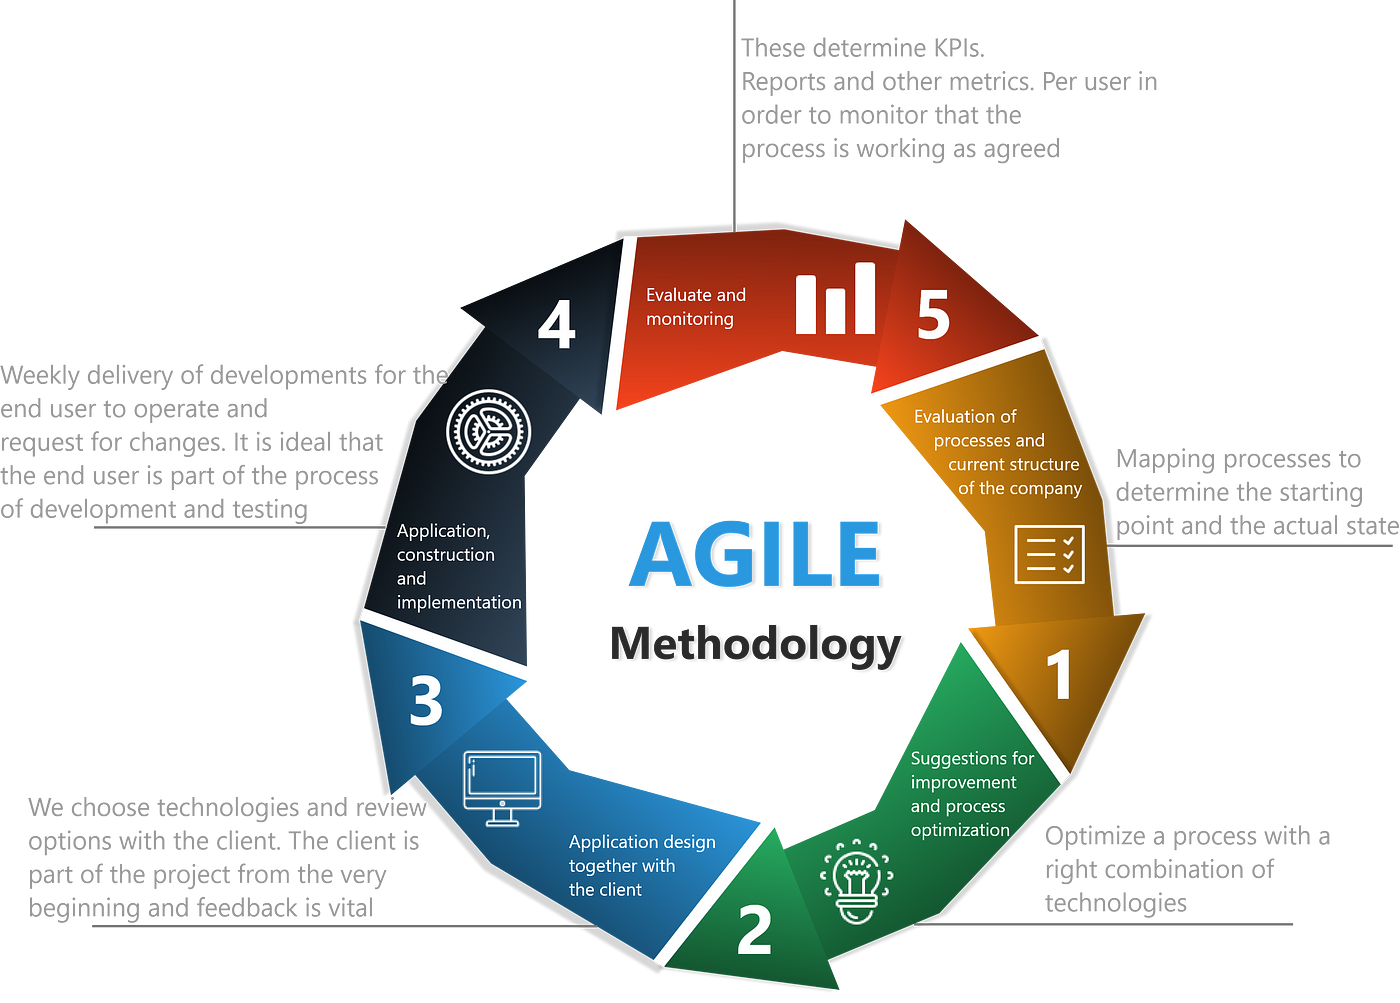 These determine KPIs.
Reports and other metrics. Per user in
order to monitor that the
process is working as agreed
4
Evaluate and
monitoring
5
Weekly delivery of developments for the
end user to operate and
request for changes. It is ideal that
the end user is part of the process
of development and testing
Evaluation of
processes and
current structure
of the company
Mapping processes to
determine the starting
point and the actual state
Application,
construction
and
implementation
AGILE
Methodology
1
3
Suggestions for
improvement
and process
optimization
We choose technologies and review
options with the client. The client is
part of the project from the very
beginning and feedback is vital
Application design
together with
the client
2
Optimize a process with a
right combination of
technologies